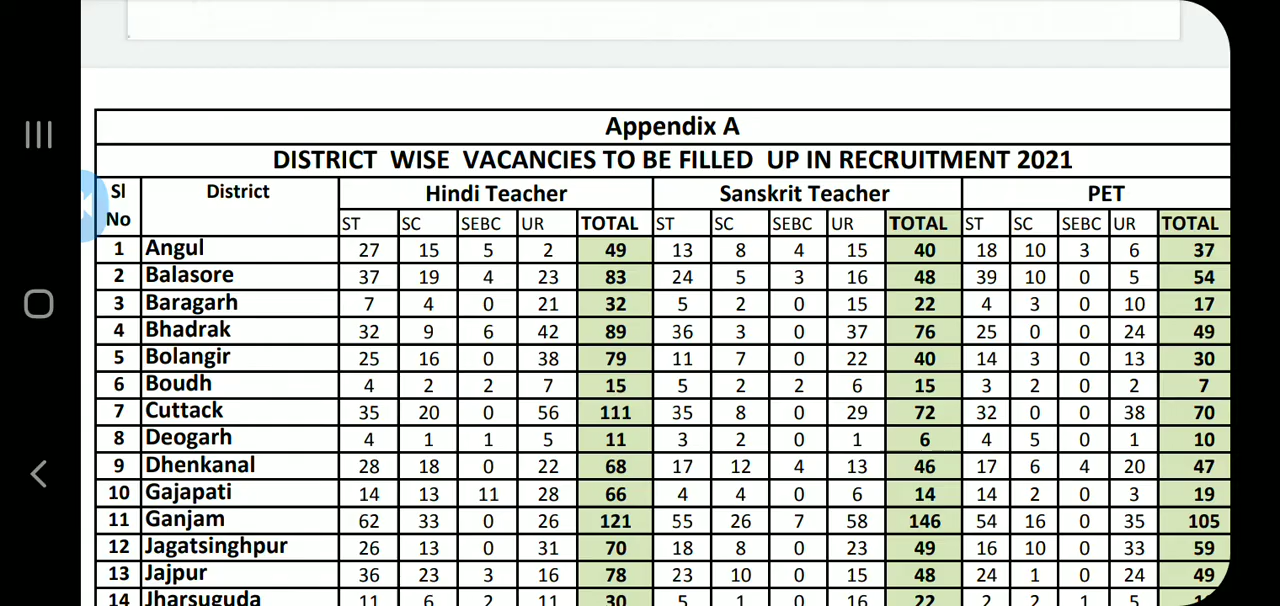 Appendix A
DISTRICT WISE VACANCIES TO BE FILLED UP IN RECRUITMENT 2021
Sl No District Hindi Teacher Sanskrit Teacher PET
ST SC SEBC UR TOTAL ST SC SEBC UR TOTAL ST SC SEBC UR TOTAL
1 Angul 27 15 5 2 49 13 8 4 15 40 18 10 3 6 37
2 Balasore 37 19 4 23 83 24 5 3 16 48 39 10 0 5 54
3 Baragarh 7 4 0 21 32 5 2 0 15 22 4 3 0 10 17
4 Bhadrak 32 9 6 42 89 36 3 0 37 76 25 0 0 24 49
5 Bolangir 25 16 0 38 79 11 7 0 22 40 14 3 0 13 30
6 Boudh 4 2 2 7 15 5 2 2 6 15 3 2 0 2 7
7 Cuttack 35 20 0 56 111 35 8 0 29 72 32 0 0 38 70
8 Deogarh 4 1 1 5 11 3 2 0 1 6 4 5 0 1 10
9 Dhenkanal 28 18 0 22 68 17 12 4 13 46 17 6 4 20 47
10 Gajapati 14 13 11 28 66 4 4 0 6 14 14 2 0 3 19
11 Ganjam 62 33 0 26 121 55 26 7 58 146 54 16 0 35 105
12 Jagatsinghpur 26 13 0 31 70 18 8 0 23 49 16 10 0 33 59
13 Jajpur 36 23 3 16 78 23 10 0 15 48 24 1 0 24 49
14 Jharsuguda 11 6 2 11 30 5 1 0 16 22 2 2 1 5